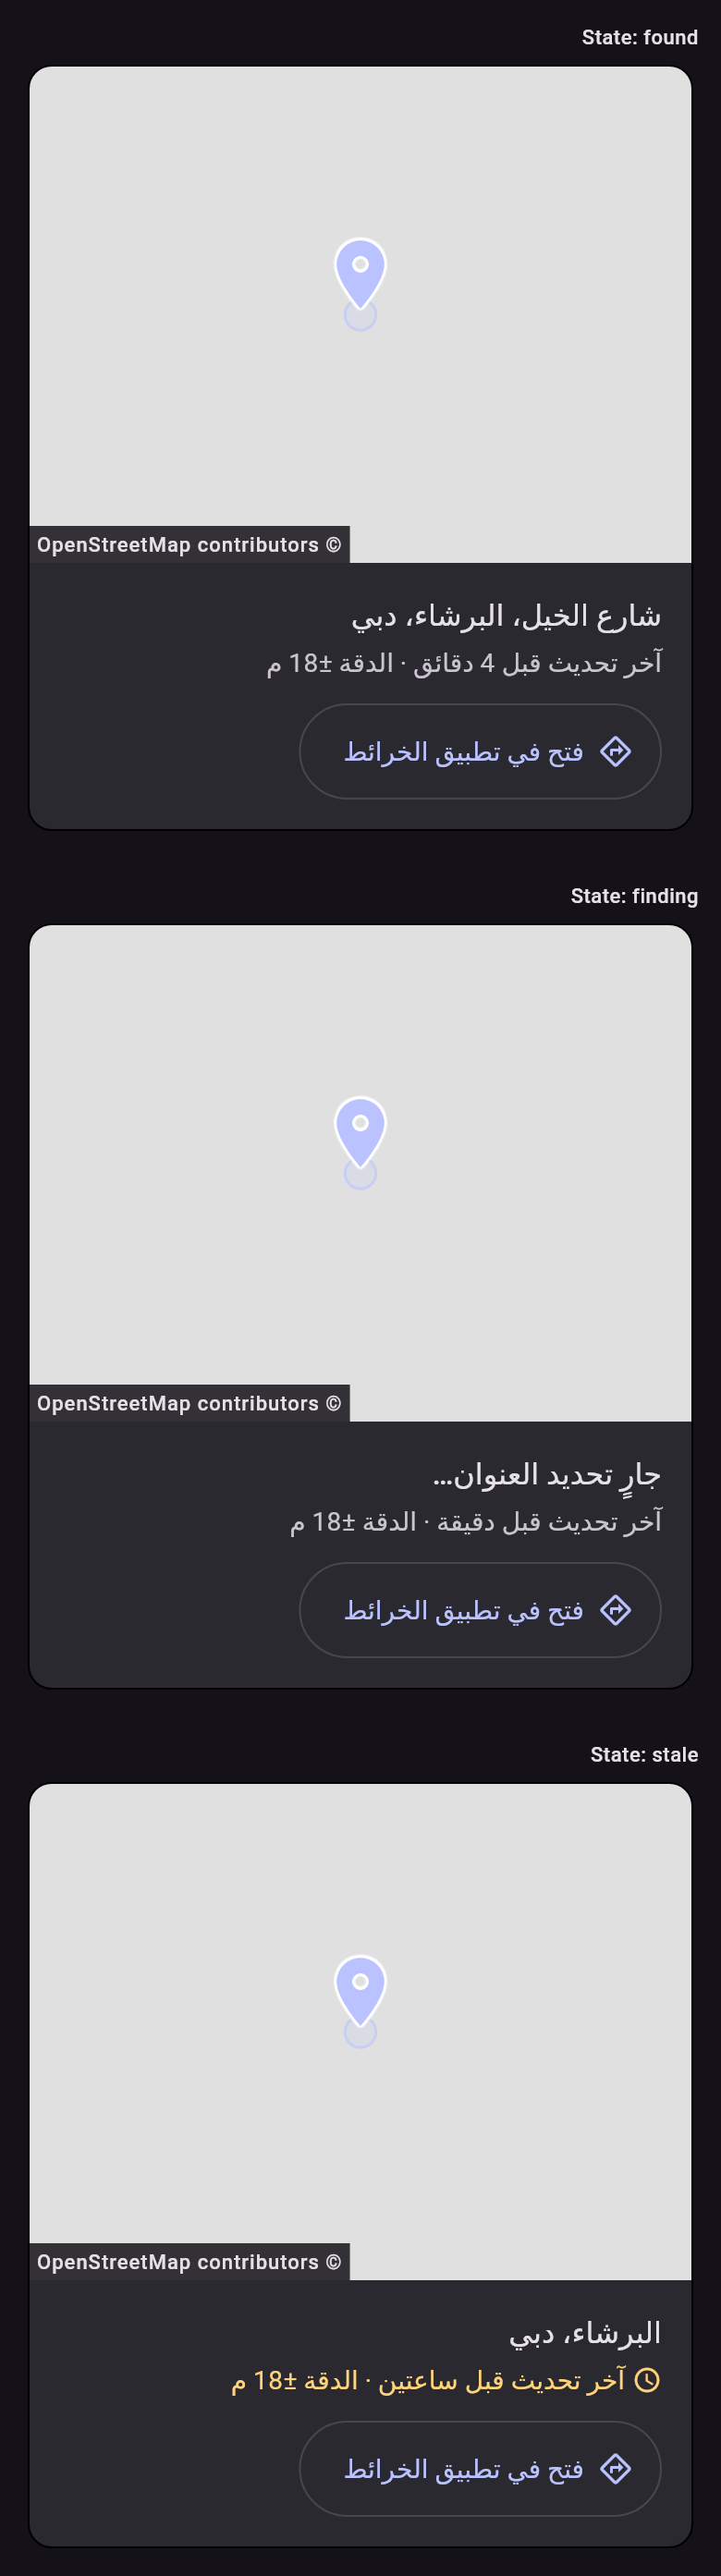 State: found
OpenStreetMap contributors ©
شارع الخيل، البرشاء، دبي
آخر تحديث قبل 4 دقائق · الدقة ±18 م
فتح في تطبيق الخرائط
State: finding
OpenStreetMap contributors ©
جارٍ تحديد العنوان...
آخر تحديث قبل دقيقة · الدقة ±18 م
فتح في تطبيق الخرائط
State: stale
OpenStreetMap contributors ©
البرشاء، دبي
آخر تحديث قبل ساعتين · الدقة ±18 م
فتح في تطبيق الخرائط